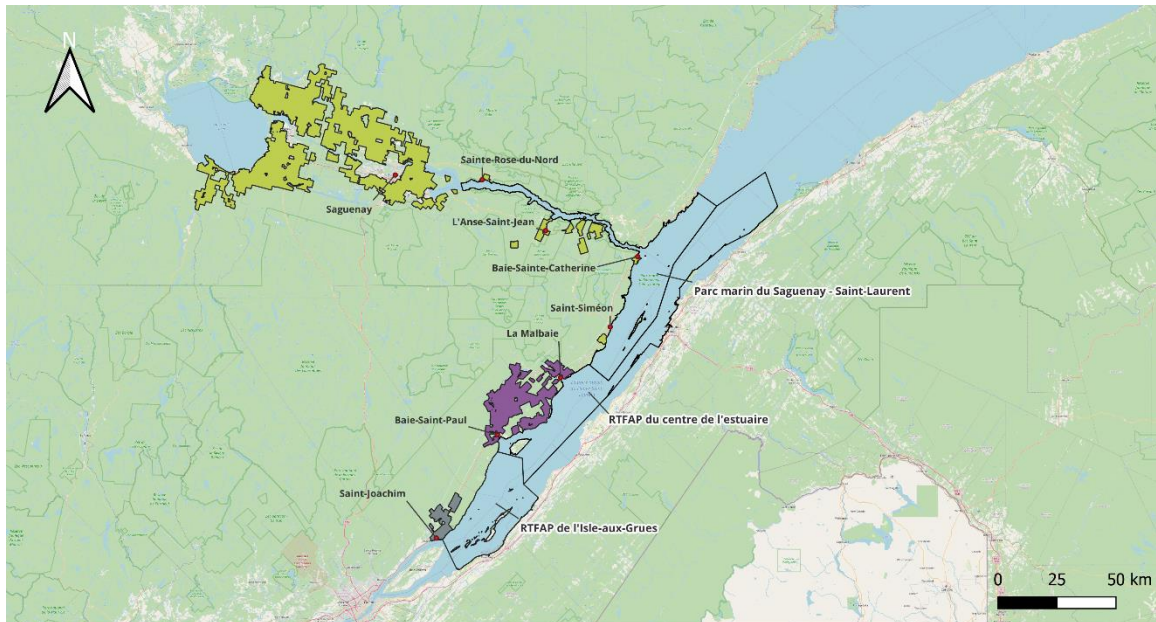 N
Sainte-Rose-du-Nord
Saguenay
L'Anse-Saint-Jean
Baie-Sainte-Catherine
Parc marin du Saguenay - Saint-Laurent
Saint-Siméon
La Malbaie
RTFAP du centre de l'estuaire
Baie-Saint-Paul
Saint-Joachim
RTFAP de l'Isle-aux-Grues
0 25 50 km